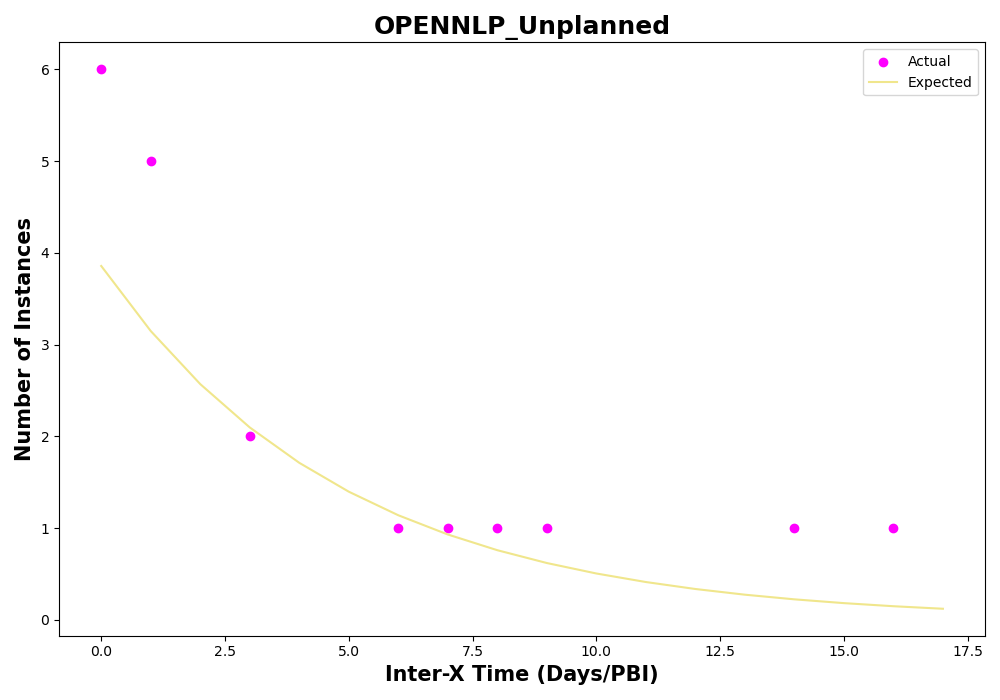 OPENNLP_Unplanned
Actual
Expected
Number of Instances
6
5
4
3
2
1
0
0.0 2.5 5.0 7.5 10.0 12.5 15.0 17.5
Inter-X Time (Days/PBI)